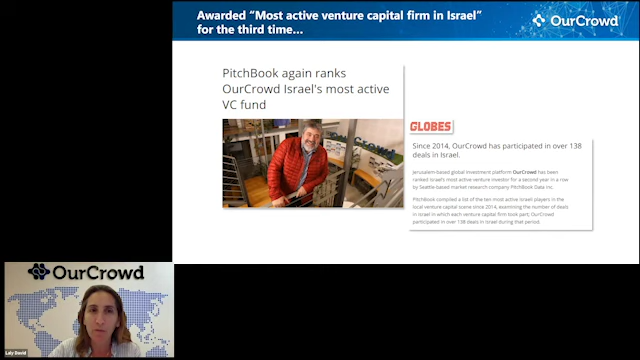 Awarded “Most active venture capital firm in Israel”
for the third time…
OurCrowd
PitchBook again ranks
OurCrowd Israel's most active
VC fund
GLOBES
Since 2014, OurCrowd has participated in over 138
deals in Israel.
Jerusalem-based global investment platform OurCrowd has been
ranked Israel's most active venture investor for a second year in a row
by Seattle-based market research company PitchBook Data Inc.
PitchBook compiled a list of the ten most active Israeli players in the
local venture capital scene since 2014, examining the number of deals
in Israel in which each venture capital firm took part. OurCrowd
participated in over 138 deals in Israel during that period.
OurCrowd
Laly David